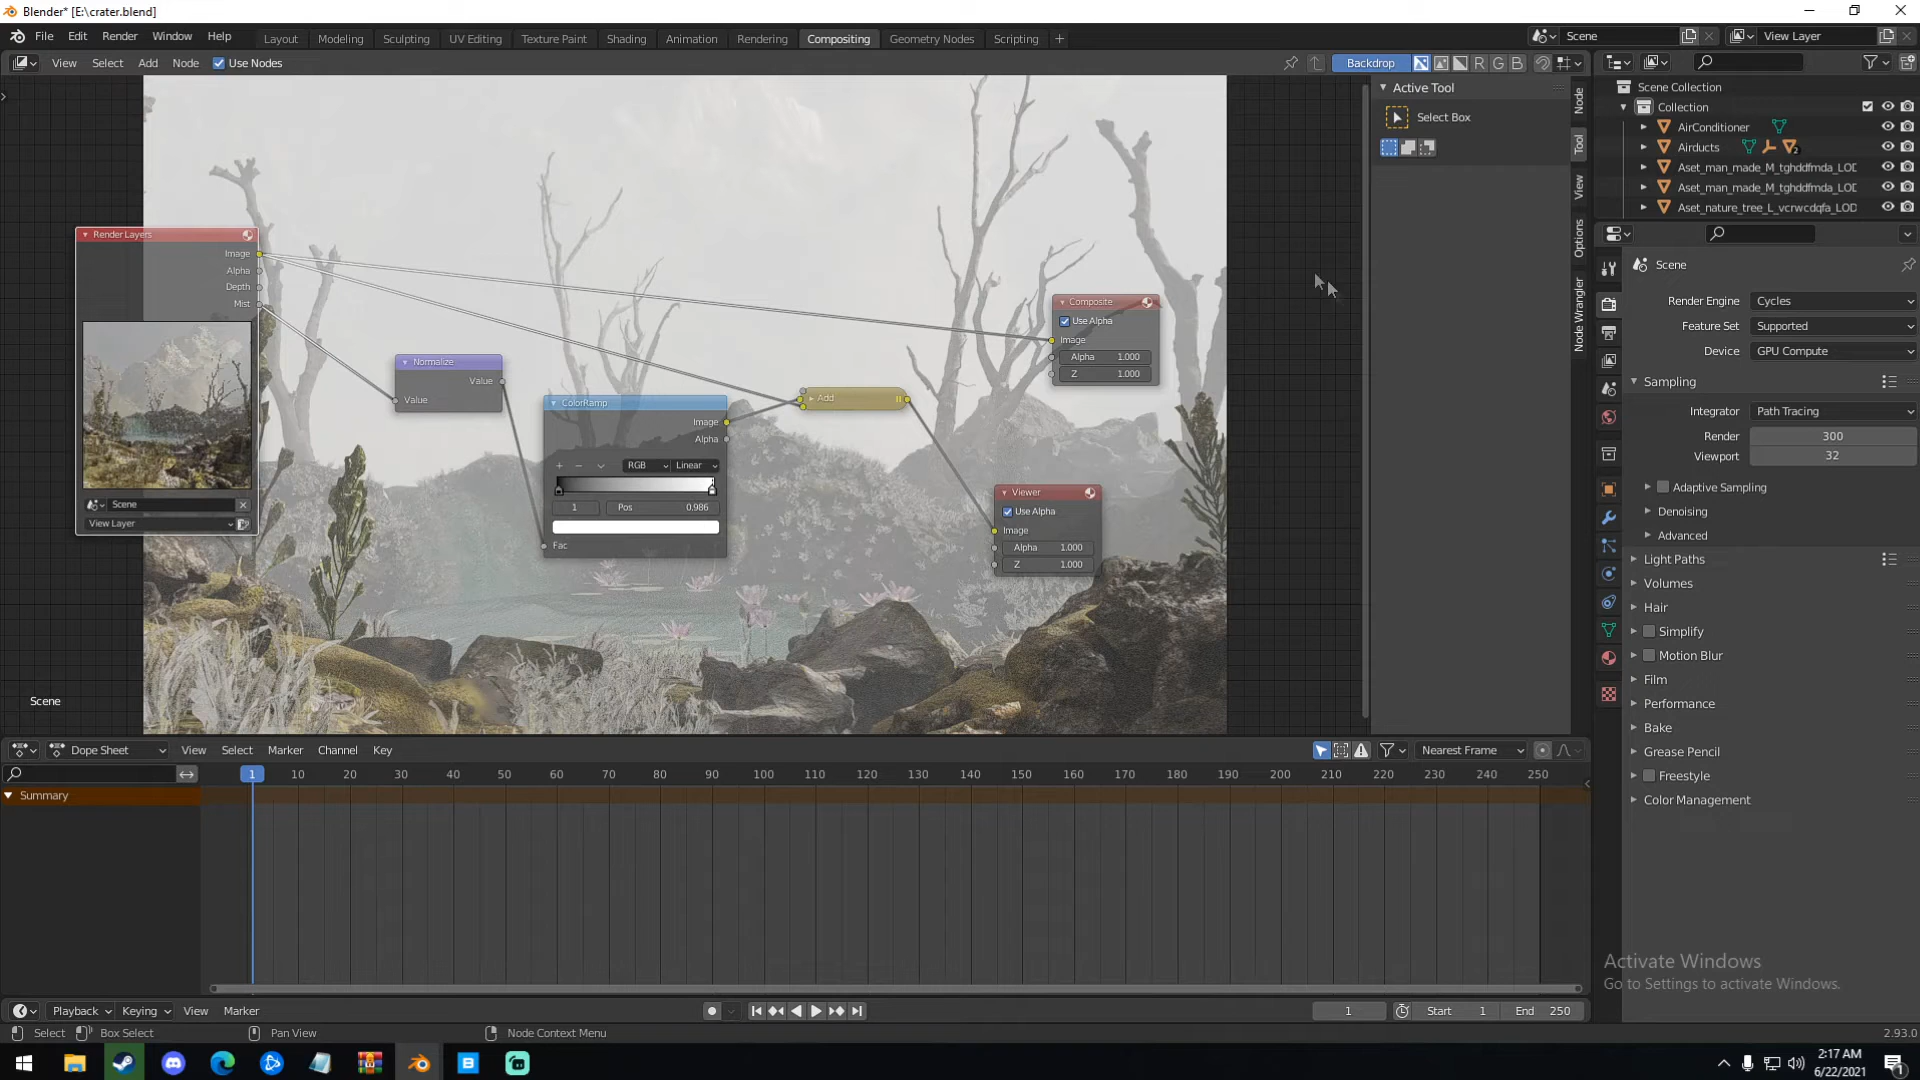 Blender* [E:\crater.blend]
File Edit Render Window Help Layout Modeling Sculpting UV Editing Texture Paint Shading Animation Rendering Compositing Geometry Nodes Scripting + Scene View Layer
View Select Add Node Use Nodes Backdrop R G B
Active Tool
Select Box
Node
Tool
View
Options
Node Wrangler
Scene Collection
Collection
AirConditioner
Airducts
2
Aset_man_made_M_tghddfmda_LOD
Aset_man_made_M_tghddfmda_LOD
Aset_nature_tree_L_vcrwcdqfa_LOD
Scene
Render Engine Cycles
Feature Set Supported
Device GPU Compute
Sampling
Integrator Path Tracing
Render 300
Viewport 32
Adaptive Sampling
Denoising
Advanced
Light Paths
Volumes
Hair
Simplify
Motion Blur
Film
Performance
Bake
Grease Pencil
Freestyle
Color Management
Render Layers
Image
Alpha
Depth
Mist
Scene
View Layer
Normalize
Value
Value
ColorRamp
Image
Alpha
RGB Linear
1 Pos 0.986
Fac
Add
Composite
Use Alpha
Image
Alpha 1.000
Z 1.000
Viewer
Use Alpha
Image
Alpha 1.000
Z 1.000
Scene
Dope Sheet View Select Marker Channel Key Nearest Frame
1 10 20 30 40 50 60 70 80 90 100 110 120 130 140 150 160 170 180 190 200 210 220 230 240 250
Summary
Activate Windows
Go to Settings to activate Windows.
Playback Keying View Marker 1 Start 1 End 250
Select Box Select Pan View Node Context Menu 2.93.0
2:17 AM
6/22/2021
1